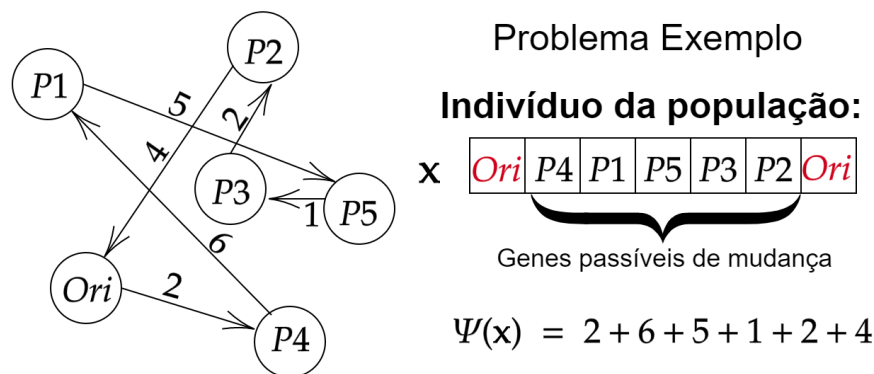 P2
P1
5
2
4
P3
1
P5
6
Ori
2
P4
Problema Exemplo
Indivíduo da população:
x Ori P4 P1 P5 P3 P2 Ori
Genes passíveis de mudança
Ψ(x) = 2 + 6 + 5 + 1 + 2 + 4